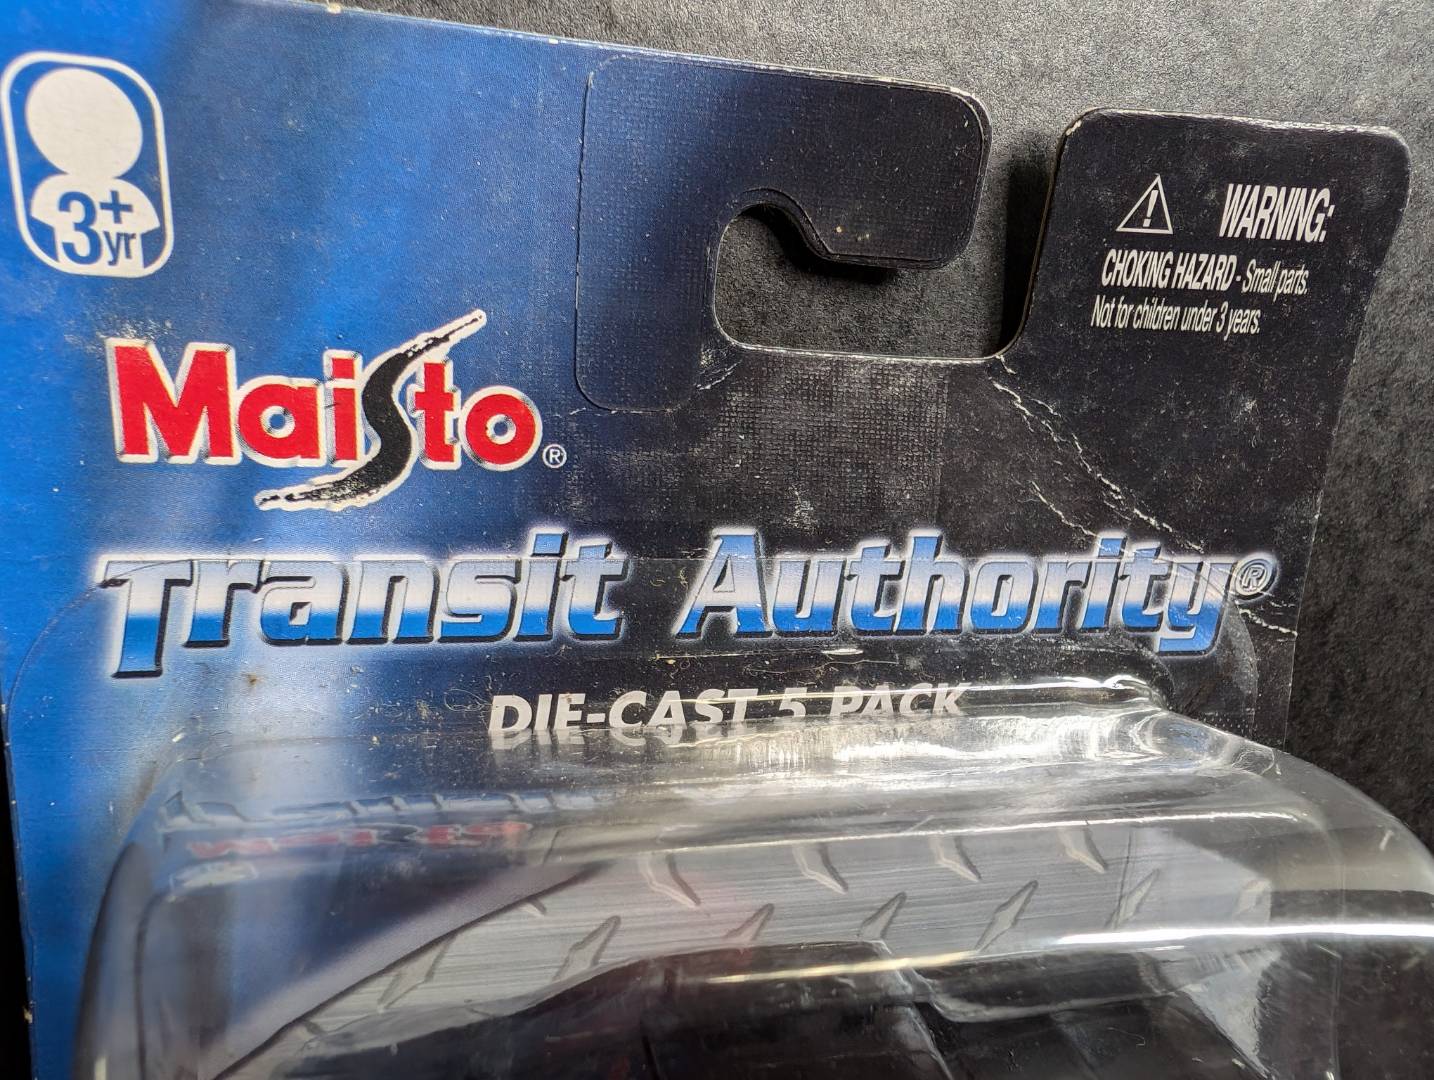 3+
yr
WARNING:
CHOKING HAZARD - Small parts.
Not for children under 3 years.
Maisto®
Transit Authority®
DIE-CAST 5 PACK